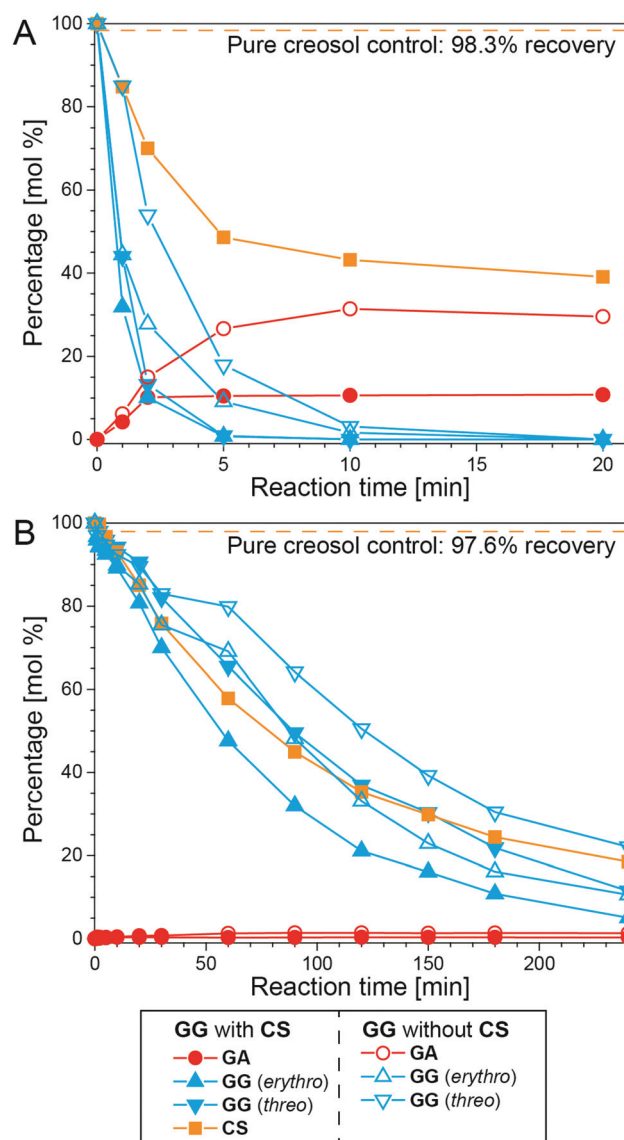 A
Pure creosol control: 98.3% recovery
Percentage [mol %]
100
80
60
40
20
0
0 5 10 15 20
Reaction time [min]
B
Pure creosol control: 97.6% recovery
Percentage [mol %]
100
80
60
40
20
0
0 50 100 150 200
Reaction time [min]
GG with CS
GA
GG (erythro)
GG (threo)
CS
GG without CS
GA
GG (erythro)
GG (threo)